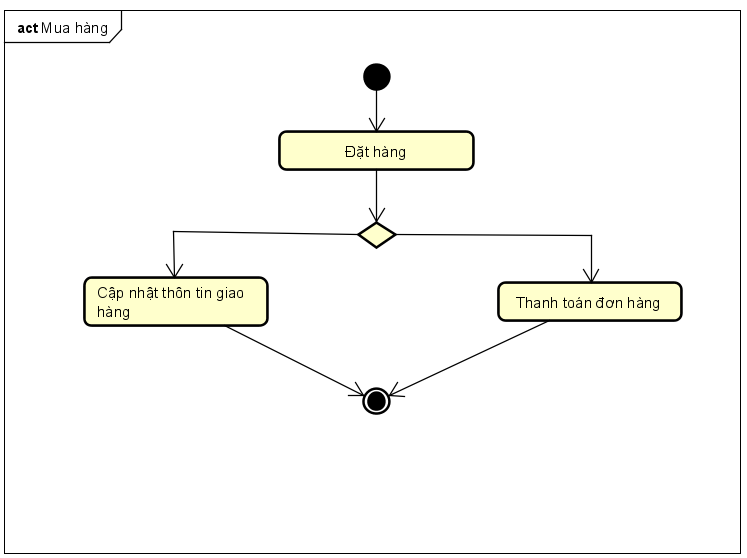 act Mua hàng
Đặt hàng
Cập nhật thôn tin giao
hàng
Thanh toán đơn hàng